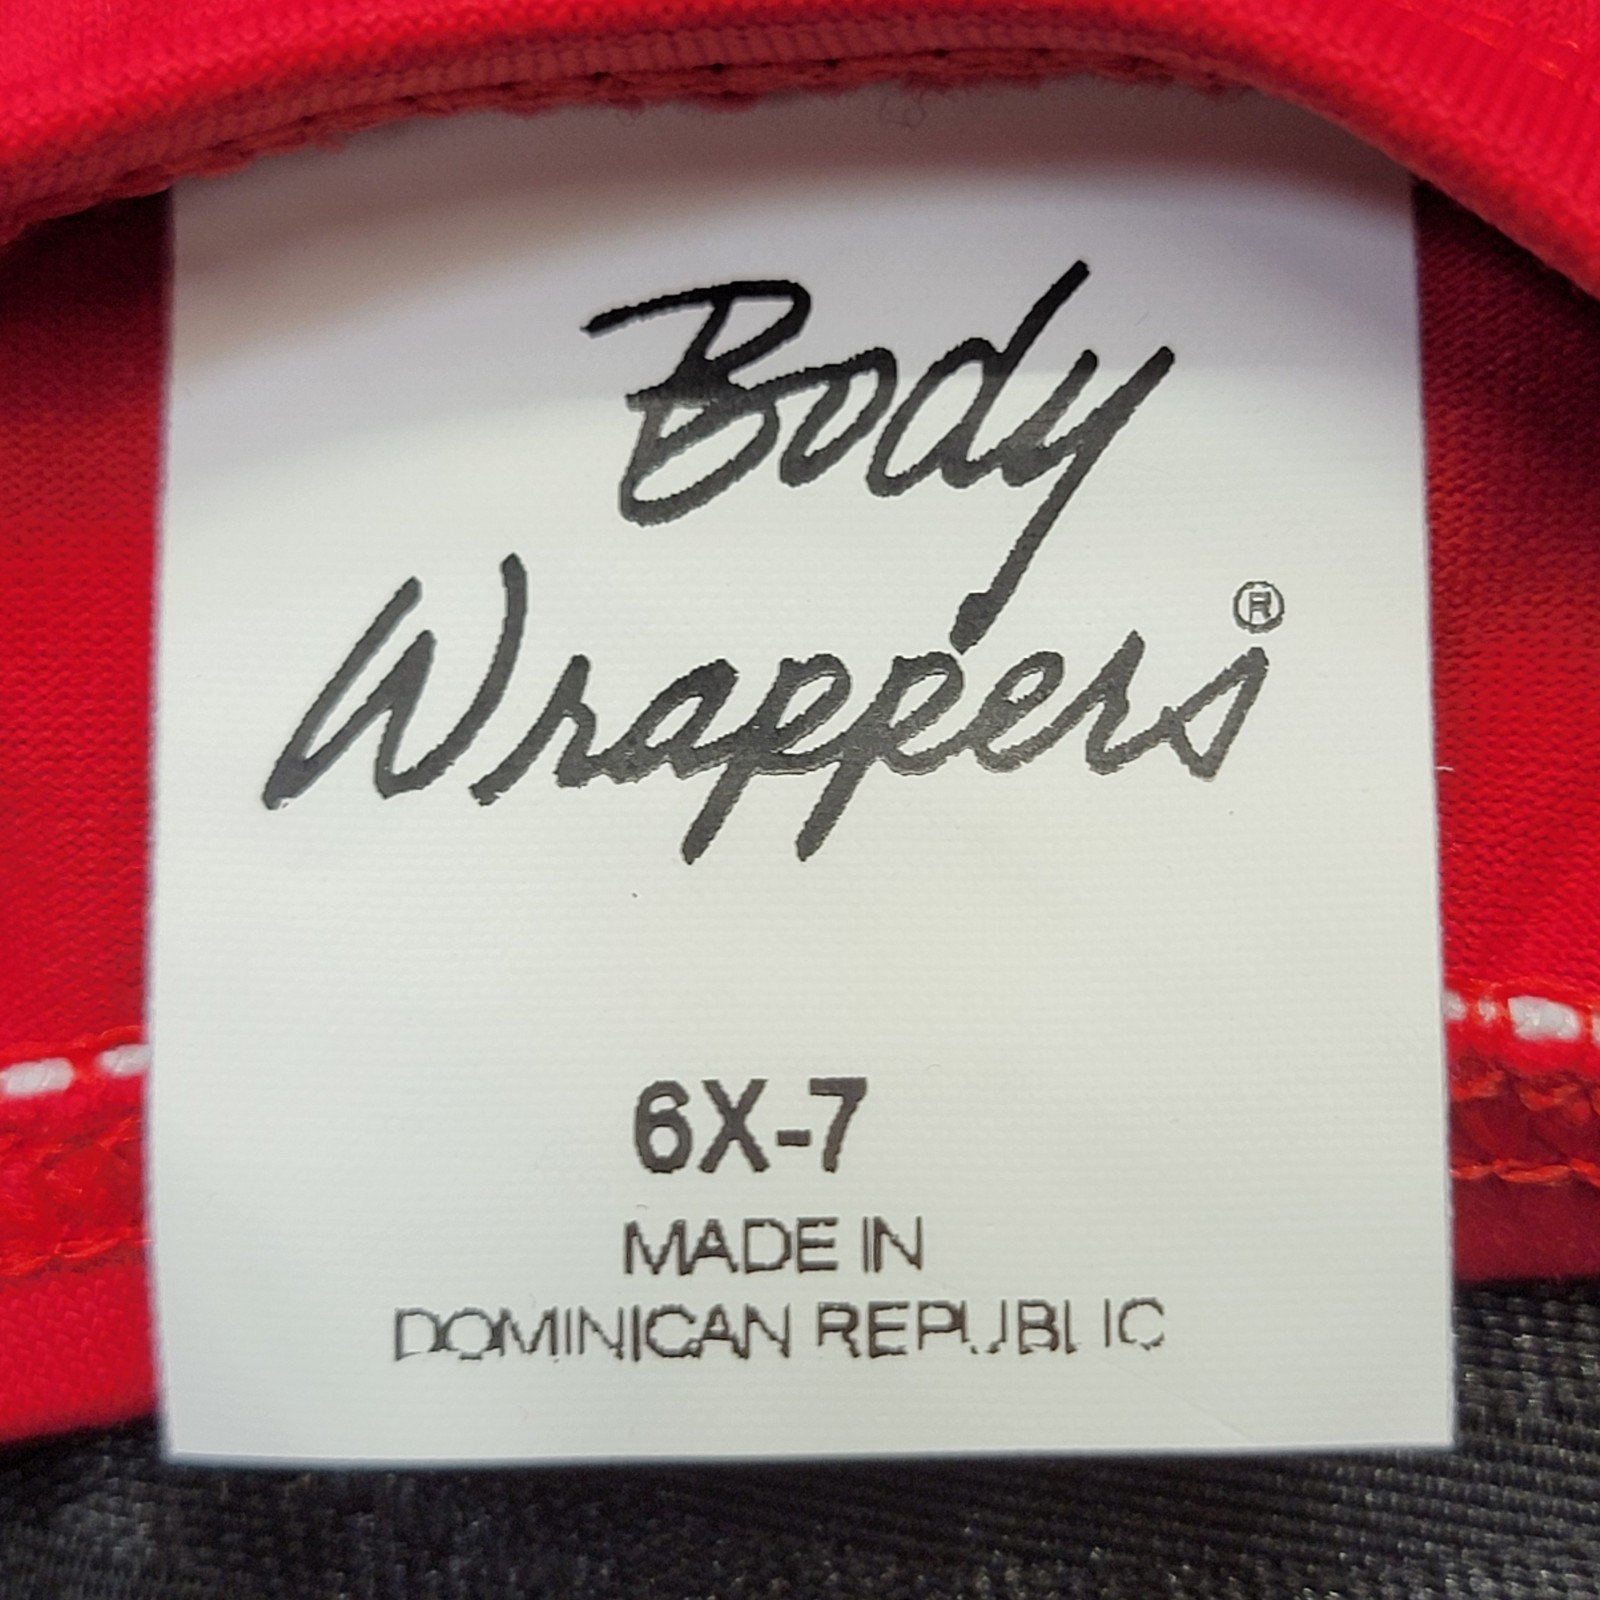 Body
Wrappers®
6X-7
MADE IN
DOMINICAN REPUBLIC